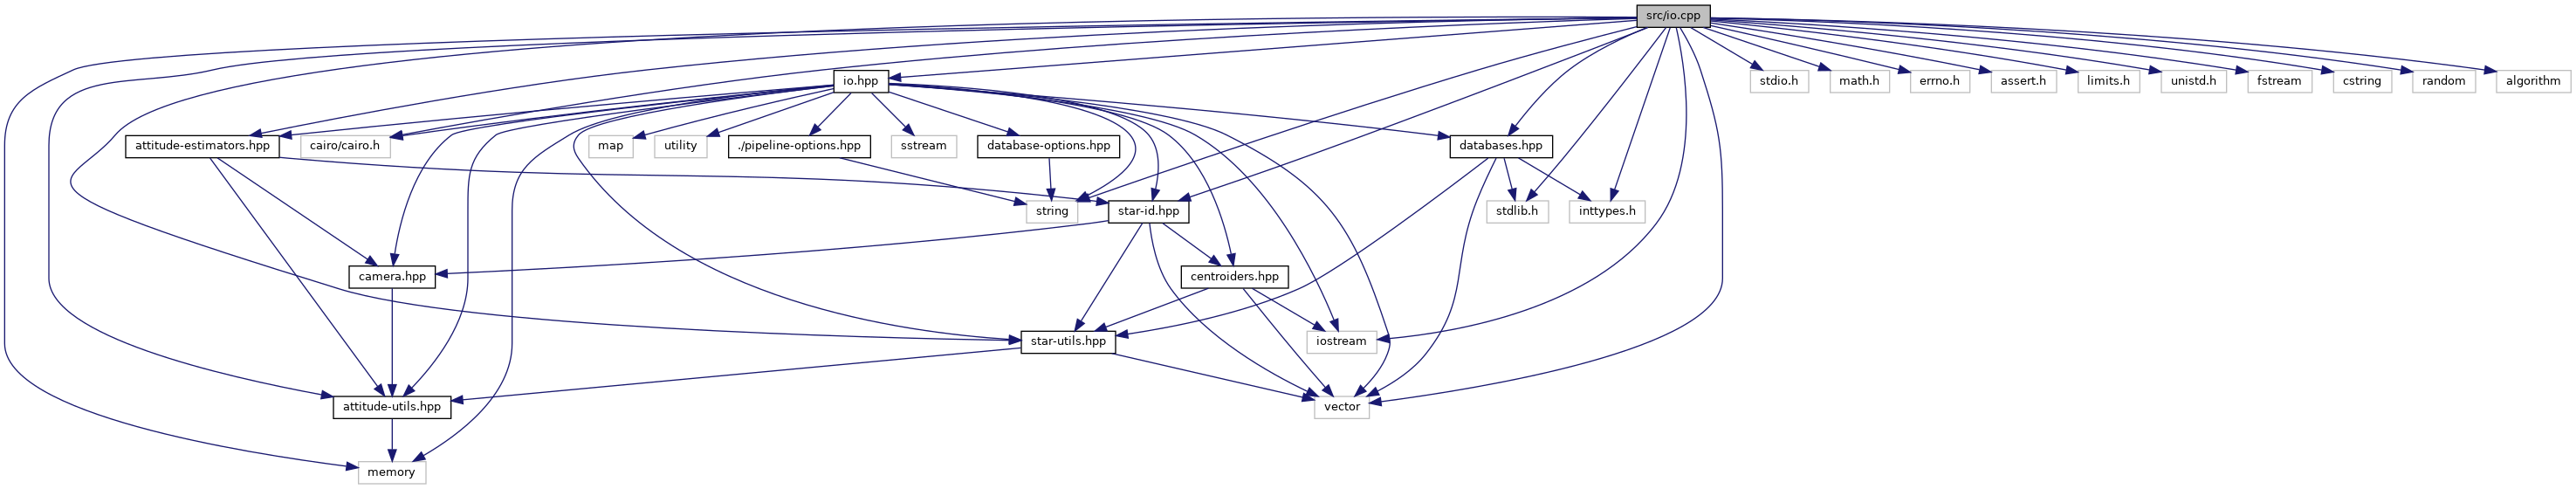 src/io.cpp
io.hpp
stdio.h
math.h
errno.h
assert.h
limits.h
unistd.h
fstream
cstring
random
algorithm
attitude-estimators.hpp
cairo/cairo.h
map
utility
./pipeline-options.hpp
sstream
database-options.hpp
databases.hpp
string
star-id.hpp
stdlib.h
inttypes.h
camera.hpp
centroiders.hpp
star-utils.hpp
iostream
attitude-utils.hpp
vector
memory